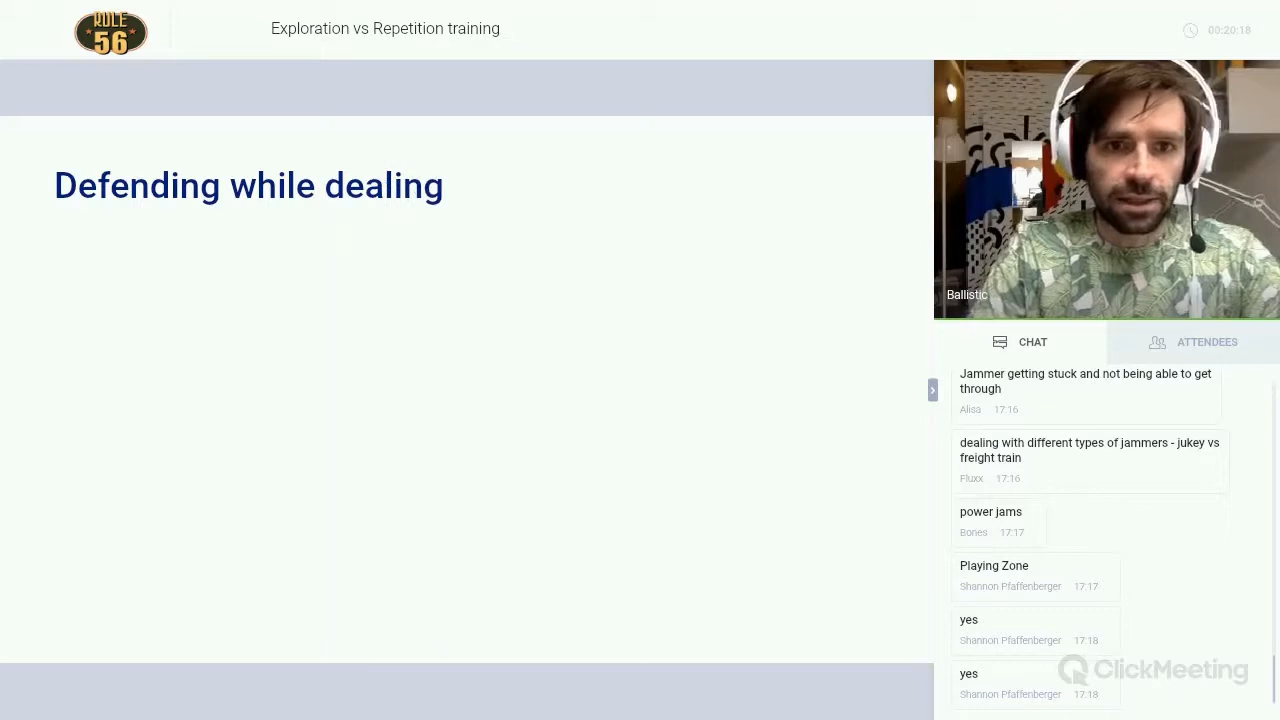 RULE
56
Exploration vs Repetition training
00:20:18
Defending while dealing
Ballistic
CHAT
ATTENDEES
Jammer getting stuck and not being able to get
through
Alisa 17:16
dealing with different types of jammers - jukey vs
freight train
Fluxx 17:16
power jams
Bones 17:17
Playing Zone
Shannon Pfaffenberger 17:17
yes
Shannon Pfaffenberger 17:18
yes
Shannon Pfaffenberger 17:18
ClickMeeting